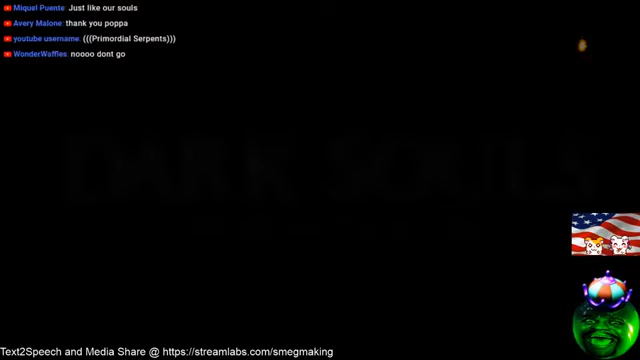 Miquel Puente: Just like our souls
Avery Malone: thank you poppa
youtube username: (((Primordial Serpents)))
WonderWaffles: noooo dont go
DARK SOULS
Text2Speech and Media Share @ https://streamlabs.com/smegmaking